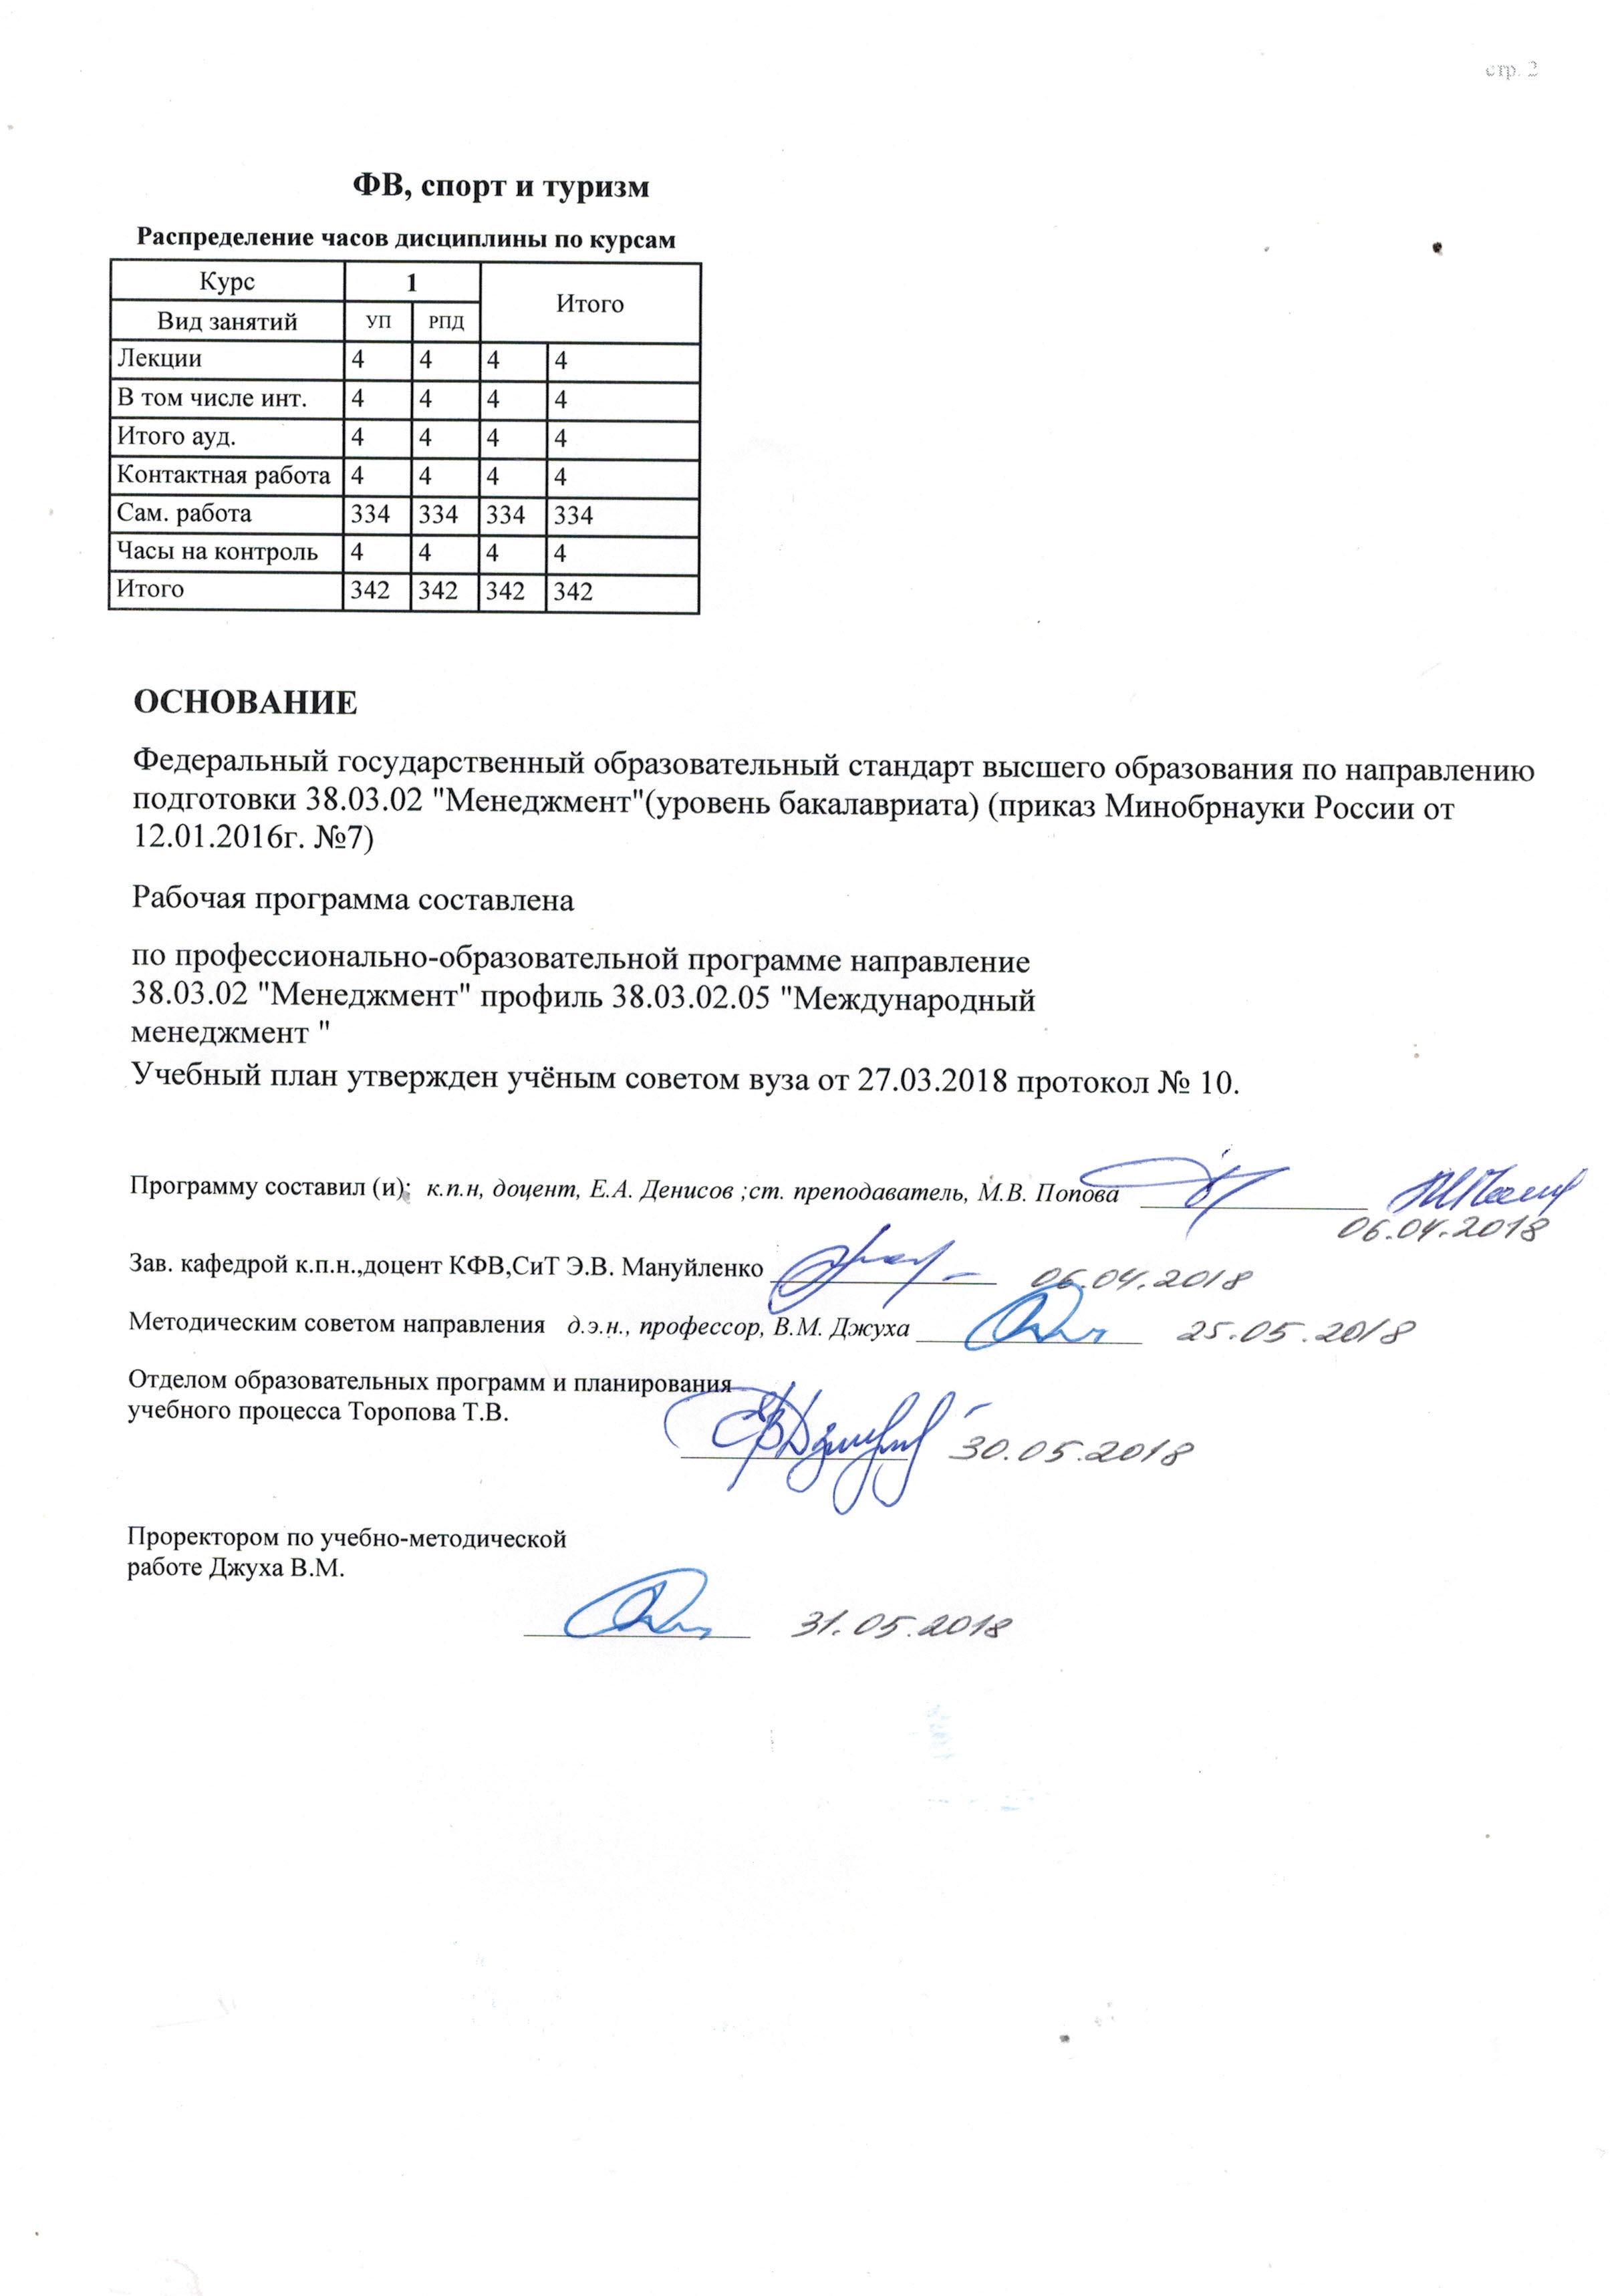 стр. 2
ФВ, спорт и туризм
Распределение часов дисциплины по курсам
Курс 1 Итого
Вид занятий УП РПД
Лекции 4 4 4 4
В том числе инт. 4 4 4 4
Итого ауд. 4 4 4 4
Контактная работа 4 4 4 4
Сам. работа 334 334 334 334
Часы на контроль 4 4 4 4
Итого 342 342 342 342
ОСНОВАНИЕ
Федеральный государственный образовательный стандарт высшего образования по направлению
подготовки 38.03.02 "Менеджмент"(уровень бакалавриата) (приказ Минобрнауки России от
12.01.2016г. №7)
Рабочая программа составлена
по профессионально-образовательной программе направление
38.03.02 "Менеджмент" профиль 38.03.02.05 "Международный
менеджмент "
Учебный план утвержден учёным советом вуза от 27.03.2018 протокол № 10.
Программу составил (и): к.п.н, доцент, Е.А. Денисов ;ст. преподаватель, М.В. Попова
06.04.2018
Зав. кафедрой к.п.н.,доцент КФВ,СиТ Э.В. Мануйленко 06.04.2018
Методическим советом направления д.э.н., профессор, В.М. Джуха 25.05.2018
Отделом образовательных программ и планирования
учебного процесса Торопова Т.В.
30.05.2018
Проректором по учебно-методической
работе Джуха В.М.
31.05.2018